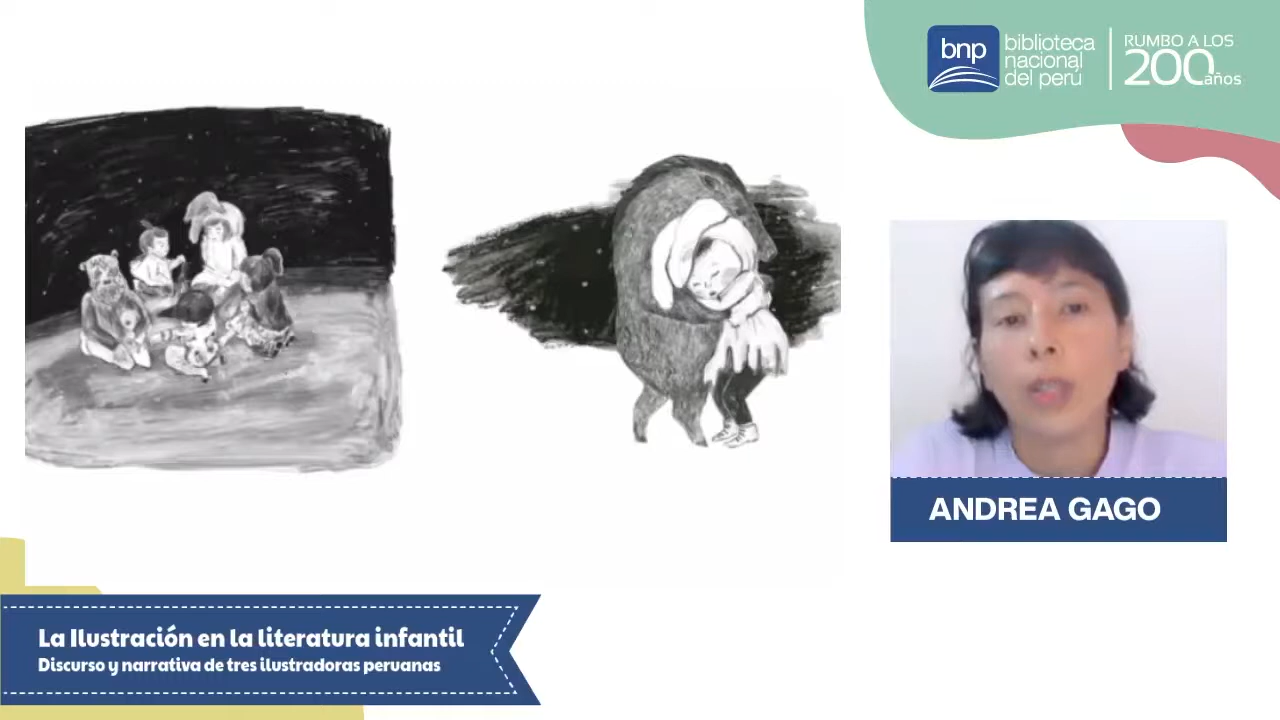 bnp
biblioteca
nacional
del perú
RUMBO A LOS
200 años
ANDREA GAGO
La Ilustración en la literatura infantil
Discurso y narrativa de tres ilustradoras peruanas